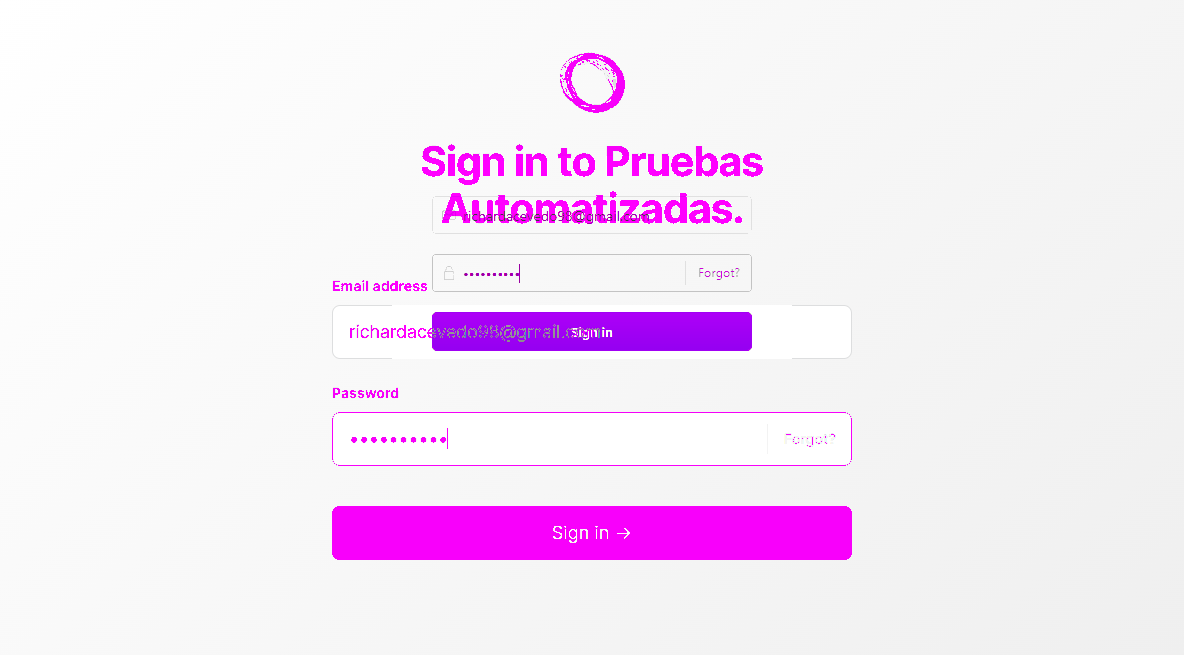 Sign in to Pruebas
Automatizadas.
richardacevedo98@gmail.com
Forgot?
Email address
richardacevedo98@gmail.com
Sign in
Password
Forgot?
Sign in →